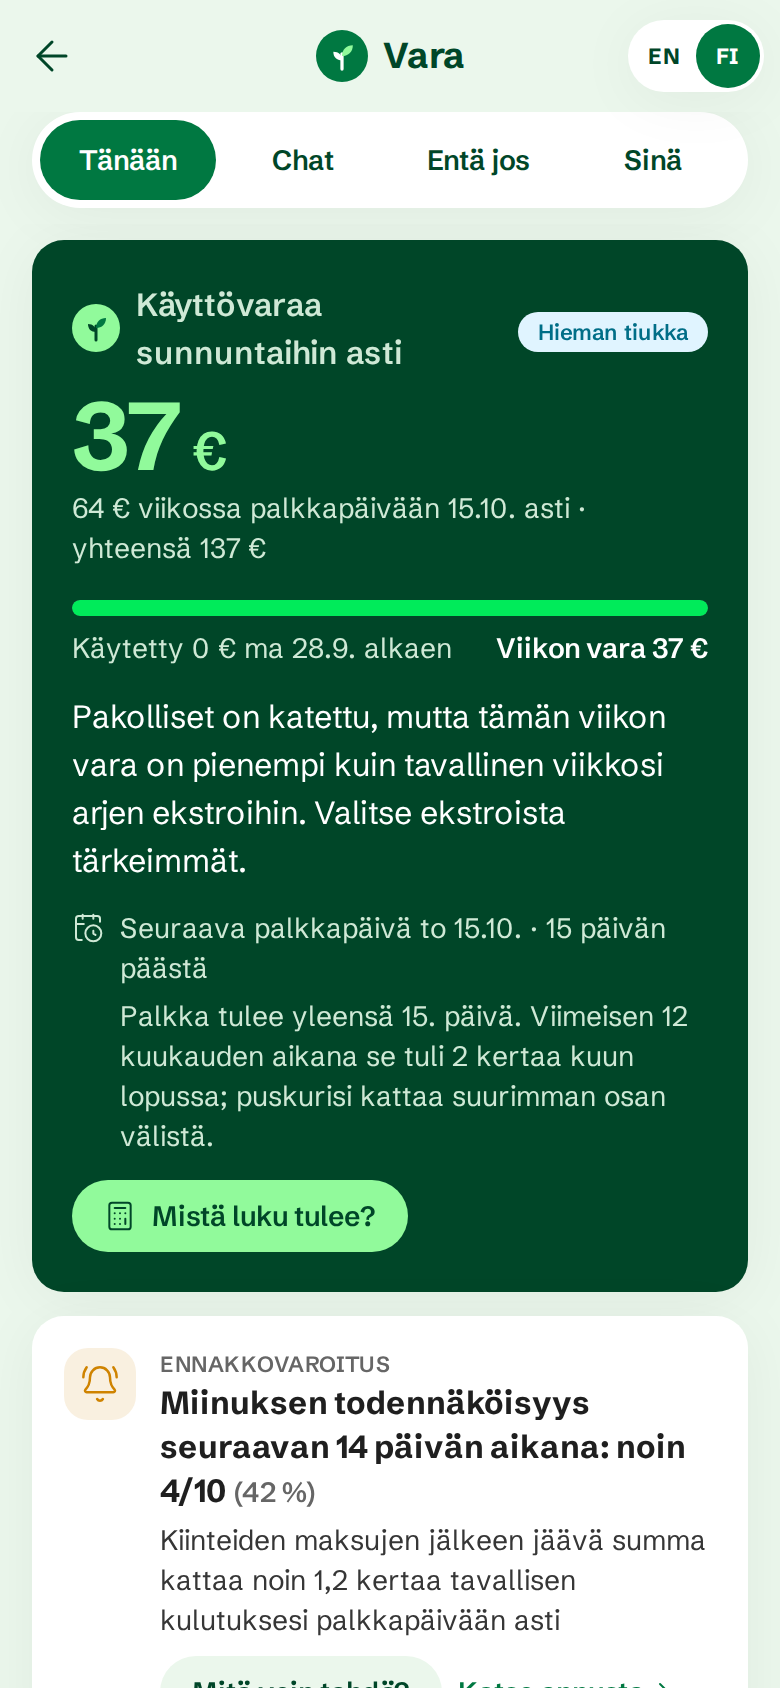 Vara
EN
FI
Tänään
Chat
Entä jos
Sinä
Käyttövaraa
sunnuntaihin asti
Hieman tiukka
37 €
64 € viikossa palkkapäivään 15.10. asti ·
yhteensä 137 €
Käytetty 0 € ma 28.9. alkaen
Viikon vara 37 €
Pakolliset on katettu, mutta tämän viikon
vara on pienempi kuin tavallinen viikkosi
arjen ekstroihin. Valitse ekstroista
tärkeimmät.
Seuraava palkkapäivä to 15.10. · 15 päivän
päästä
Palkka tulee yleensä 15. päivä. Viimeisen 12
kuukauden aikana se tuli 2 kertaa kuun
lopussa; puskurisi kattaa suurimman osan
välistä.
Mistä luku tulee?
ENNAKKOVAROITUS
Miinuksen todennäköisyys
seuraavan 14 päivän aikana: noin
4/10 (42 %)
Kiinteiden maksujen jälkeen jäävä summa
kattaa noin 1,2 kertaa tavallisen
kulutuksesi palkkapäivään asti
Mitä voin tehdä?
Katso ennuste